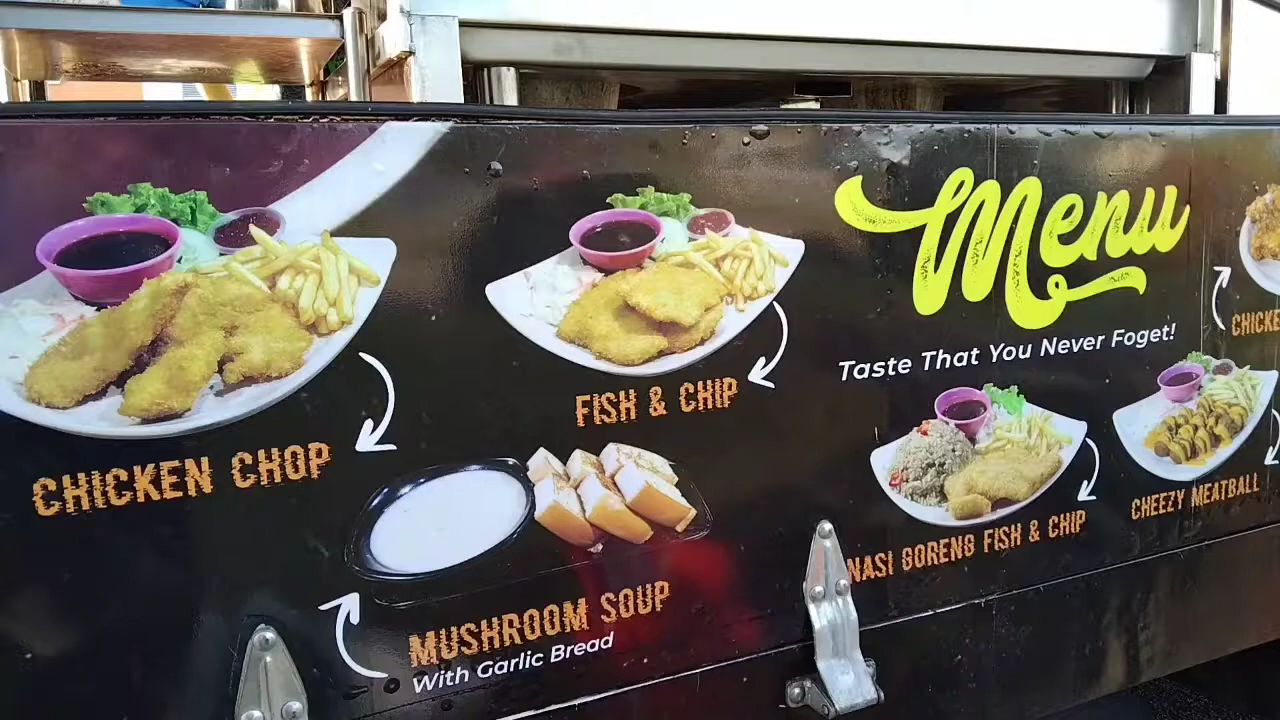 Menu
Taste That You Never Foget!
CHICKEN CHOP
FISH & CHIP
MUSHROOM SOUP
With Garlic Bread
NASI GORENG FISH & CHIP
CHEEZY MEATBALL